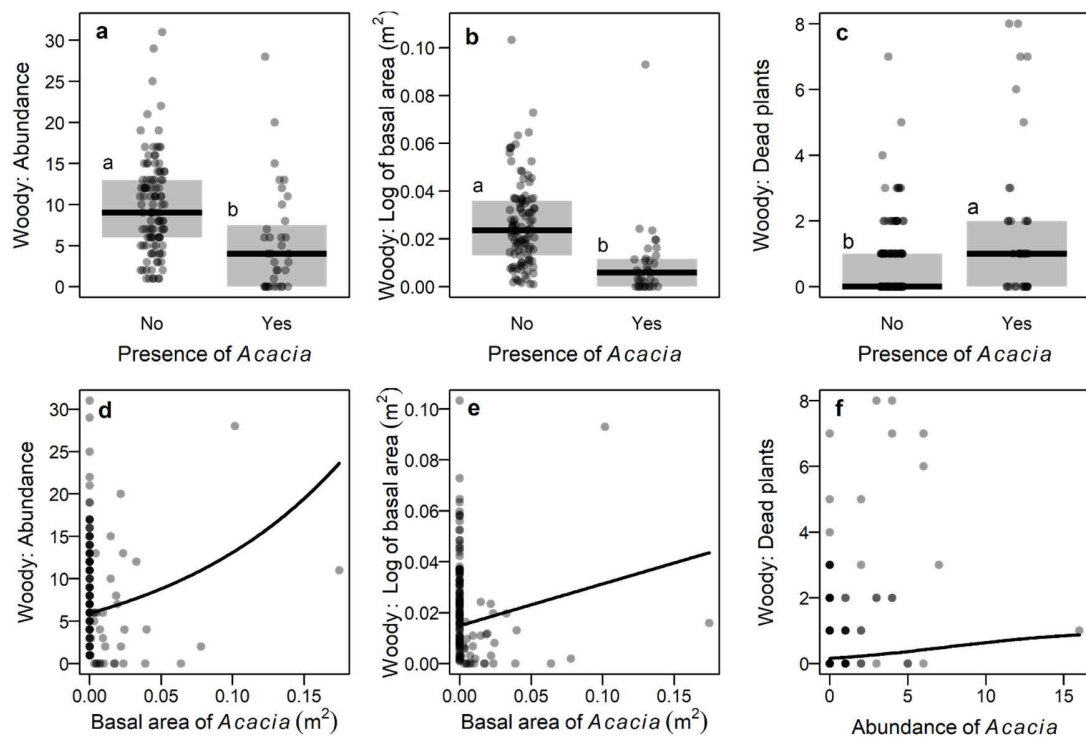 a
Woody: Abundance
30
25
20
15
10
5
0
a
b
No Yes
Presence of Acacia
b
Woody: Log of basal area (m²)
0.10
0.08
0.06
0.04
0.02
0.00
a
b
No Yes
Presence of Acacia
c
Woody: Dead plants
8
6
4
2
0
b
a
No Yes
Presence of Acacia
d
Woody: Abundance
30
25
20
15
10
5
0
0.00 0.05 0.10 0.15
Basal area of Acacia (m²)
e
Woody: Log of basal area (m²)
0.10
0.08
0.06
0.04
0.02
0.00
0.00 0.05 0.10 0.15
Basal area of Acacia (m²)
f
Woody: Dead plants
8
6
4
2
0
0 5 10 15
Abundance of Acacia